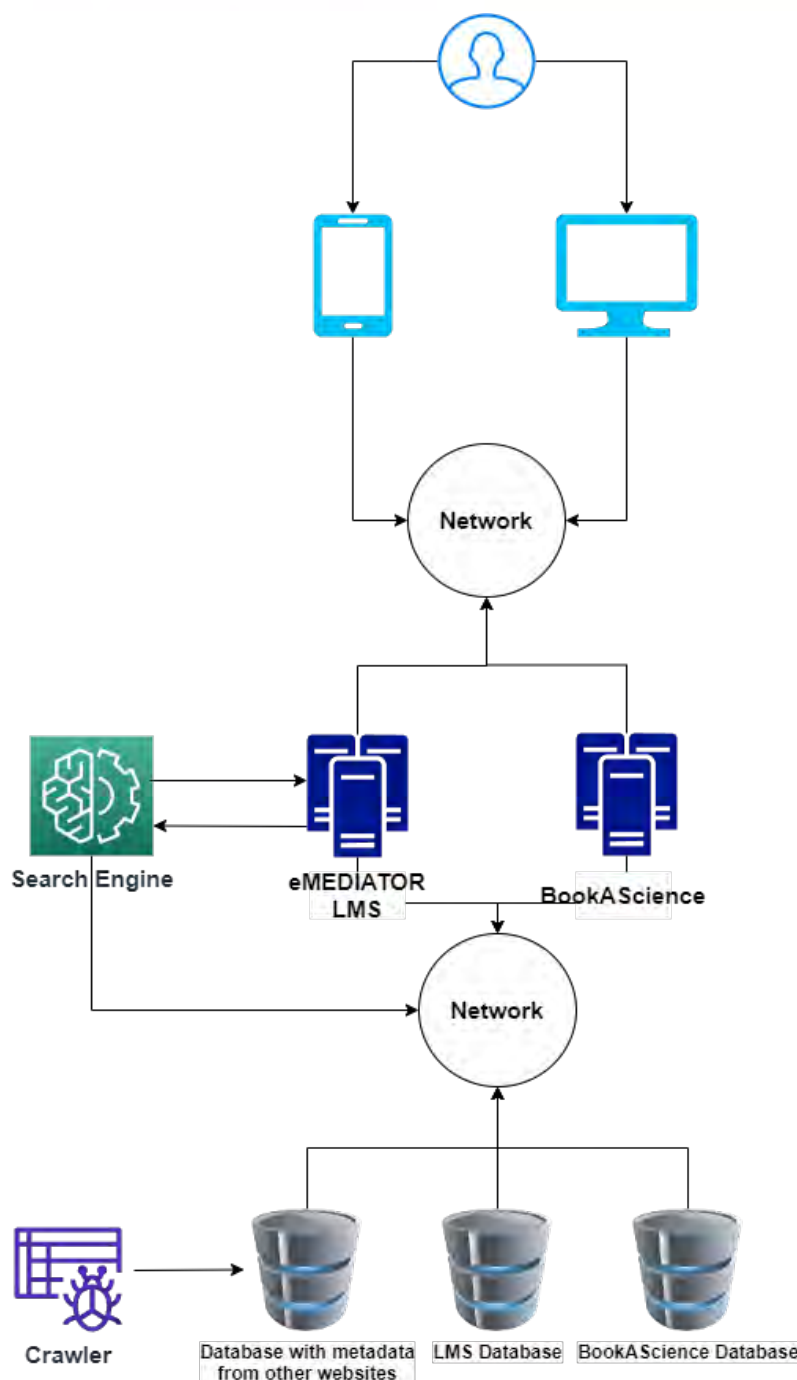 Network
Search Engine
eMEDIATOR
LMS
BookAScience
Network
Crawler
Database with metadata
from other websites
LMS Database
BookAScience Database